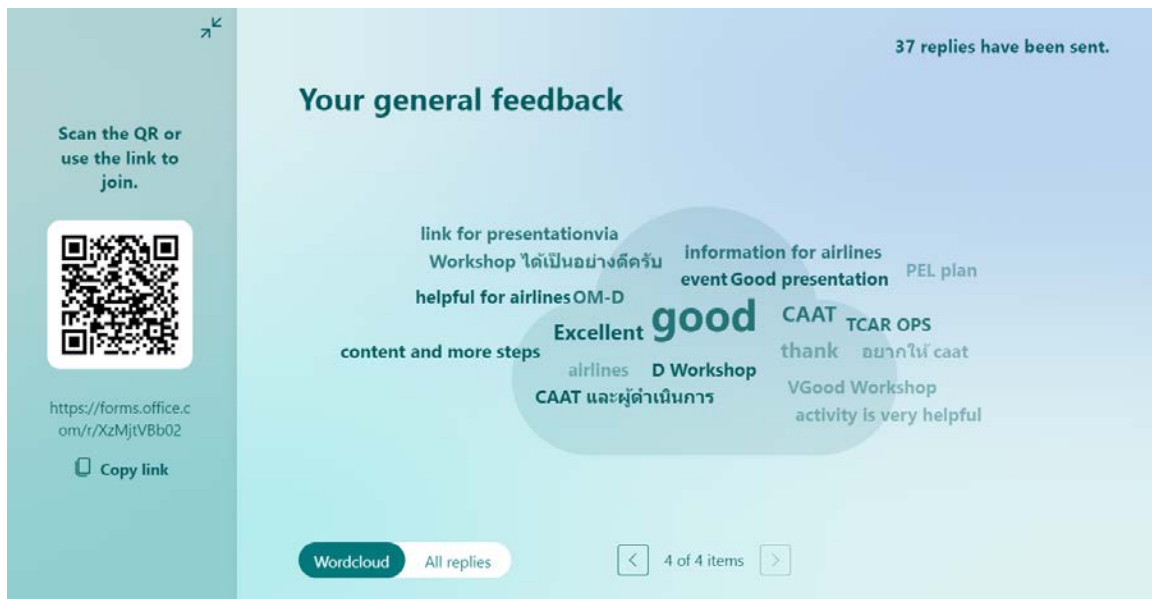 37 replies have been sent.
Your general feedback
Scan the QR or
use the link to
join.
https://forms.office.c
om/r/XzMjtVBb02
Copy link
link for presentationvia
Workshop ได้เป็นอย่างดีครับ
information for airlines
PEL plan
event Good presentation
helpful for airlines OM-D
good
CAAT
TCAR OPS
Excellent
content and more steps
thank
อยากให้ caat
airlines
D Workshop
VGood Workshop
CAAT และผู้ดำเนินการ
activity is very helpful
Wordcloud
All replies
4 of 4 items